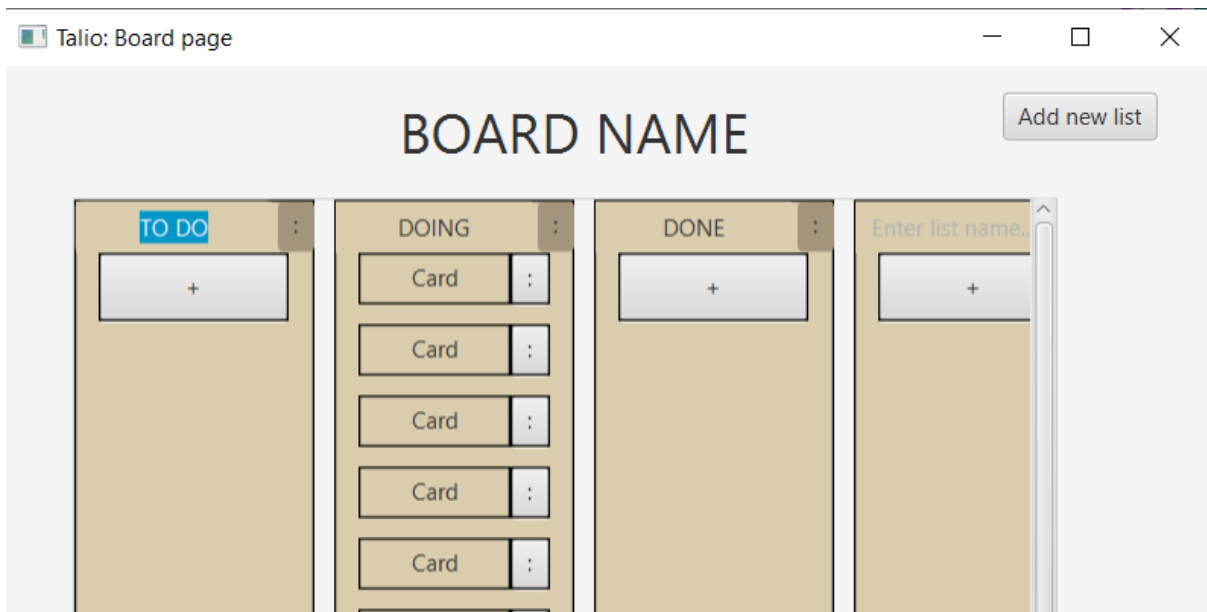 Talio: Board page
Add new list
BOARD NAME
TO DO :
DOING :
DONE :
Enter list name..
+
+
+
Card :
Card :
Card :
Card :
Card :